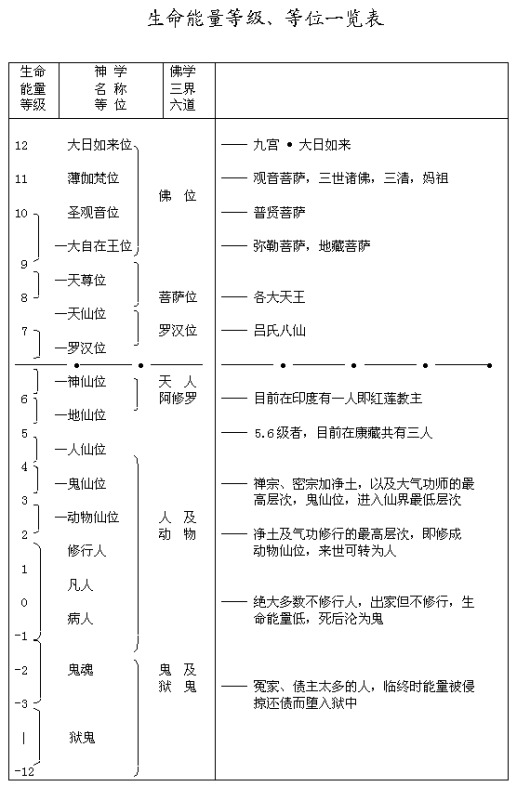 生命能量等级、等位一览表
生命 神 学 佛学
能量 名 称 三界
等级 等 位 六道
12 大日如来位 九宫 • 大日如来
11 薄伽梵位 观音菩萨，三世诸佛，三清，妈祖
佛 位
10 圣观音位 普贤菩萨
大自在王位 弥勒菩萨，地藏菩萨
9
天尊位
8 菩萨位 各大天王
天仙位
7 罗汉位 吕氏八仙
罗汉位
神仙位 天 人
6 阿修罗 目前在印度有一人即红莲教主
地仙位
5 5.6级者，目前在康藏共有三人
人仙位
4
鬼仙位 禅宗、密宗加净土，以及大气功师的最
3 高层次，鬼仙位，进入仙界最低层次
动物仙位 人 及
2 动 物 净土及气功修行的最高层次，即修成
动物仙位，来世可转为人
修行人
1
凡人
0 绝大多数不修行人，出家但不修行，生
病人 命能量低，死后沦为鬼
-1
-2 鬼魂 鬼 及
狱 鬼 冤家、债主太多的人，临终时能量被侵
-3 掠还债而堕入狱中
| 狱鬼
-12